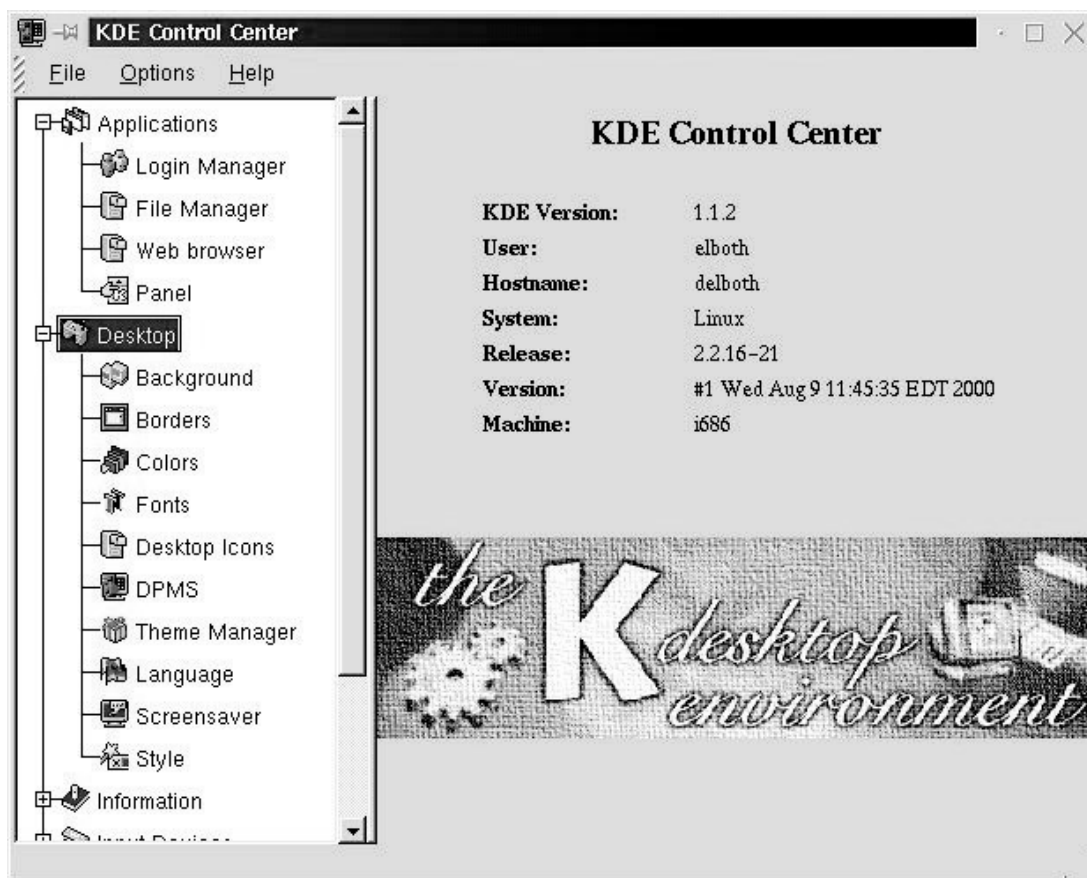 KDE Control Center
File Options Help
Applications
Login Manager
File Manager
Web browser
Panel
Desktop
Background
Borders
Colors
Fonts
Desktop Icons
DPMS
Theme Manager
Language
Screensaver
Style
Information
Input Devices
KDE Control Center
KDE Version: 1.1.2
User: elboth
Hostname: delboth
System: Linux
Release: 2.2.16-21
Version: #1 Wed Aug 9 11:45:35 EDT 2000
Machine: i686
the K desktop
environment